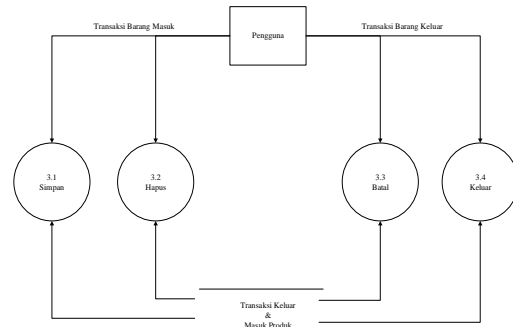 Transaksi Barang Masuk
Pengguna
Transaksi Barang Keluar
3.1
Simpan
3.2
Hapus
3.3
Batal
3.4
Keluar
Transaksi Keluar
&
Masuk Produk